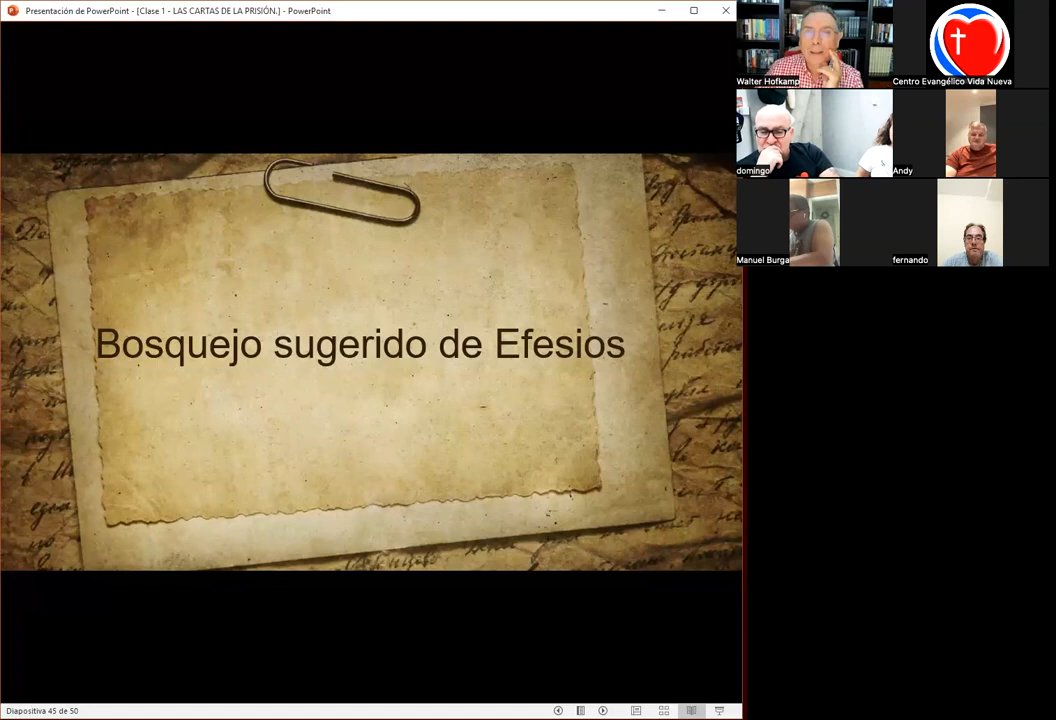 Presentación de PowerPoint - [Clase 1 - LAS CARTAS DE LA PRISIÓN.] - PowerPoint
Walter Hofkamp
Centro Evangélico Vida Nueva
domingo
Andy
Manuel Burga
fernando
Bosquejo sugerido de Efesios
Diapositiva 45 de 50